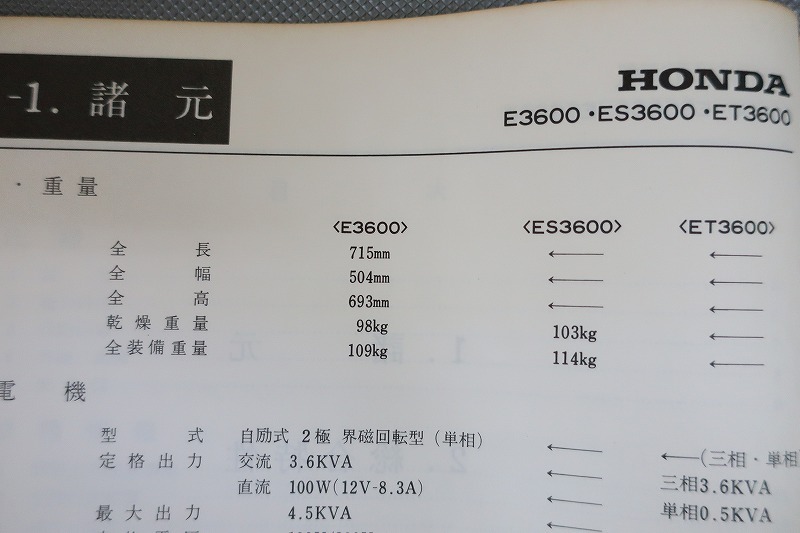 -1. 諸元
HONDA
E3600・ES3600・ET3600
・重量
〈E3600〉 〈ES3600〉 〈ET3600〉
全長 715mm ← ←
全幅 504mm ← ←
全高 693mm ← ←
乾燥重量 98kg 103kg ←
全装備重量 109kg 114kg ←
電機
型式 自励式 2極 界磁回転型(単相) ← ←(三相・単相
定格出力 交流 3.6KVA ← 三相3.6KVA
直流 100W(12V-8.3A) ← 単相0.5KVA
最大出力 4.5KVA ←